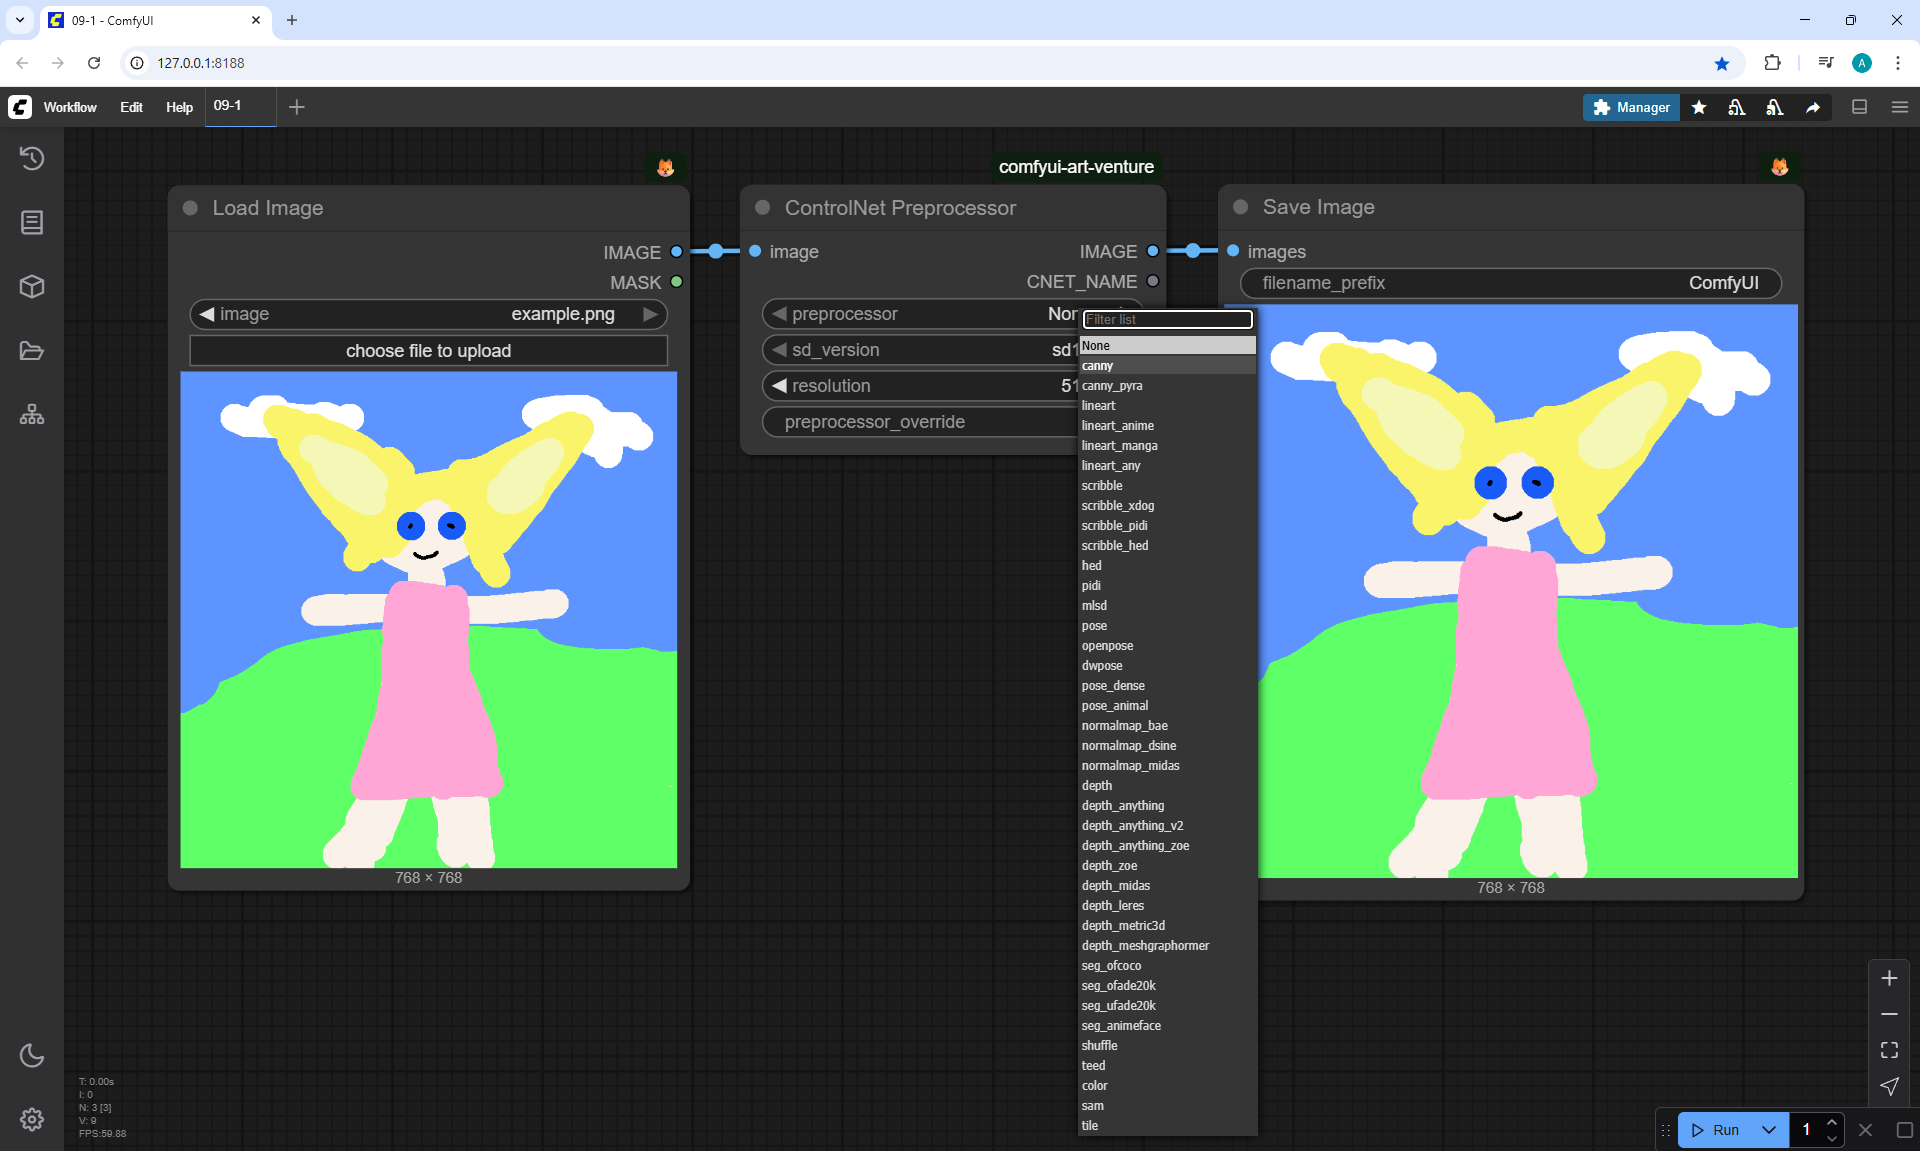 09-1 - ComfyUI
127.0.0.1:8188
Workflow Edit Help 09-1
Manager
comfyui-art-venture
Load Image
IMAGE
MASK
image example.png
choose file to upload
768 × 768
ControlNet Preprocessor
image IMAGE
CNET_NAME
preprocessor Nor
sd_version sd1
resolution 51
preprocessor_override
Filter list
None
canny
canny_pyra
lineart
lineart_anime
lineart_manga
lineart_any
scribble
scribble_xdog
scribble_pidi
scribble_hed
hed
pidi
mlsd
pose
openpose
dwpose
pose_dense
pose_animal
normalmap_bae
normalmap_dsine
normalmap_midas
depth
depth_anything
depth_anything_v2
depth_anything_zoe
depth_zoe
depth_midas
depth_leres
depth_metric3d
depth_meshgraphormer
seg_ofcoco
seg_ofade20k
seg_ufade20k
seg_animeface
shuffle
teed
color
sam
tile
Save Image
images
filename_prefix ComfyUI
768 × 768
T: 0.00s
I: 0
N: 3 [3]
V: 9
FPS:59.88
Run 1
A